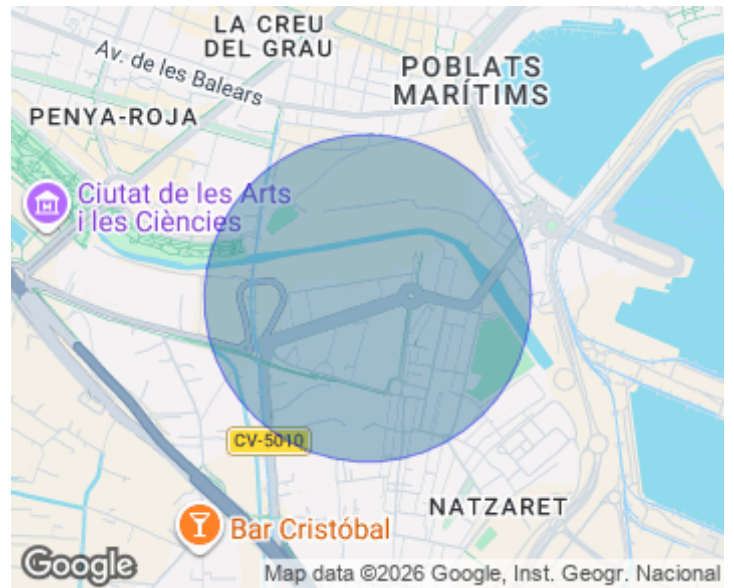 LA CREU
DEL GRAU
Av. de les Balears
POBLATS
MARÍTIMS
PENYA-ROJA
Ciutat de les Arts
i les Ciències
CV-5010
NATZARET
Bar Cristóbal
Google
Map data ©2026 Google, Inst. Geogr. Nacional